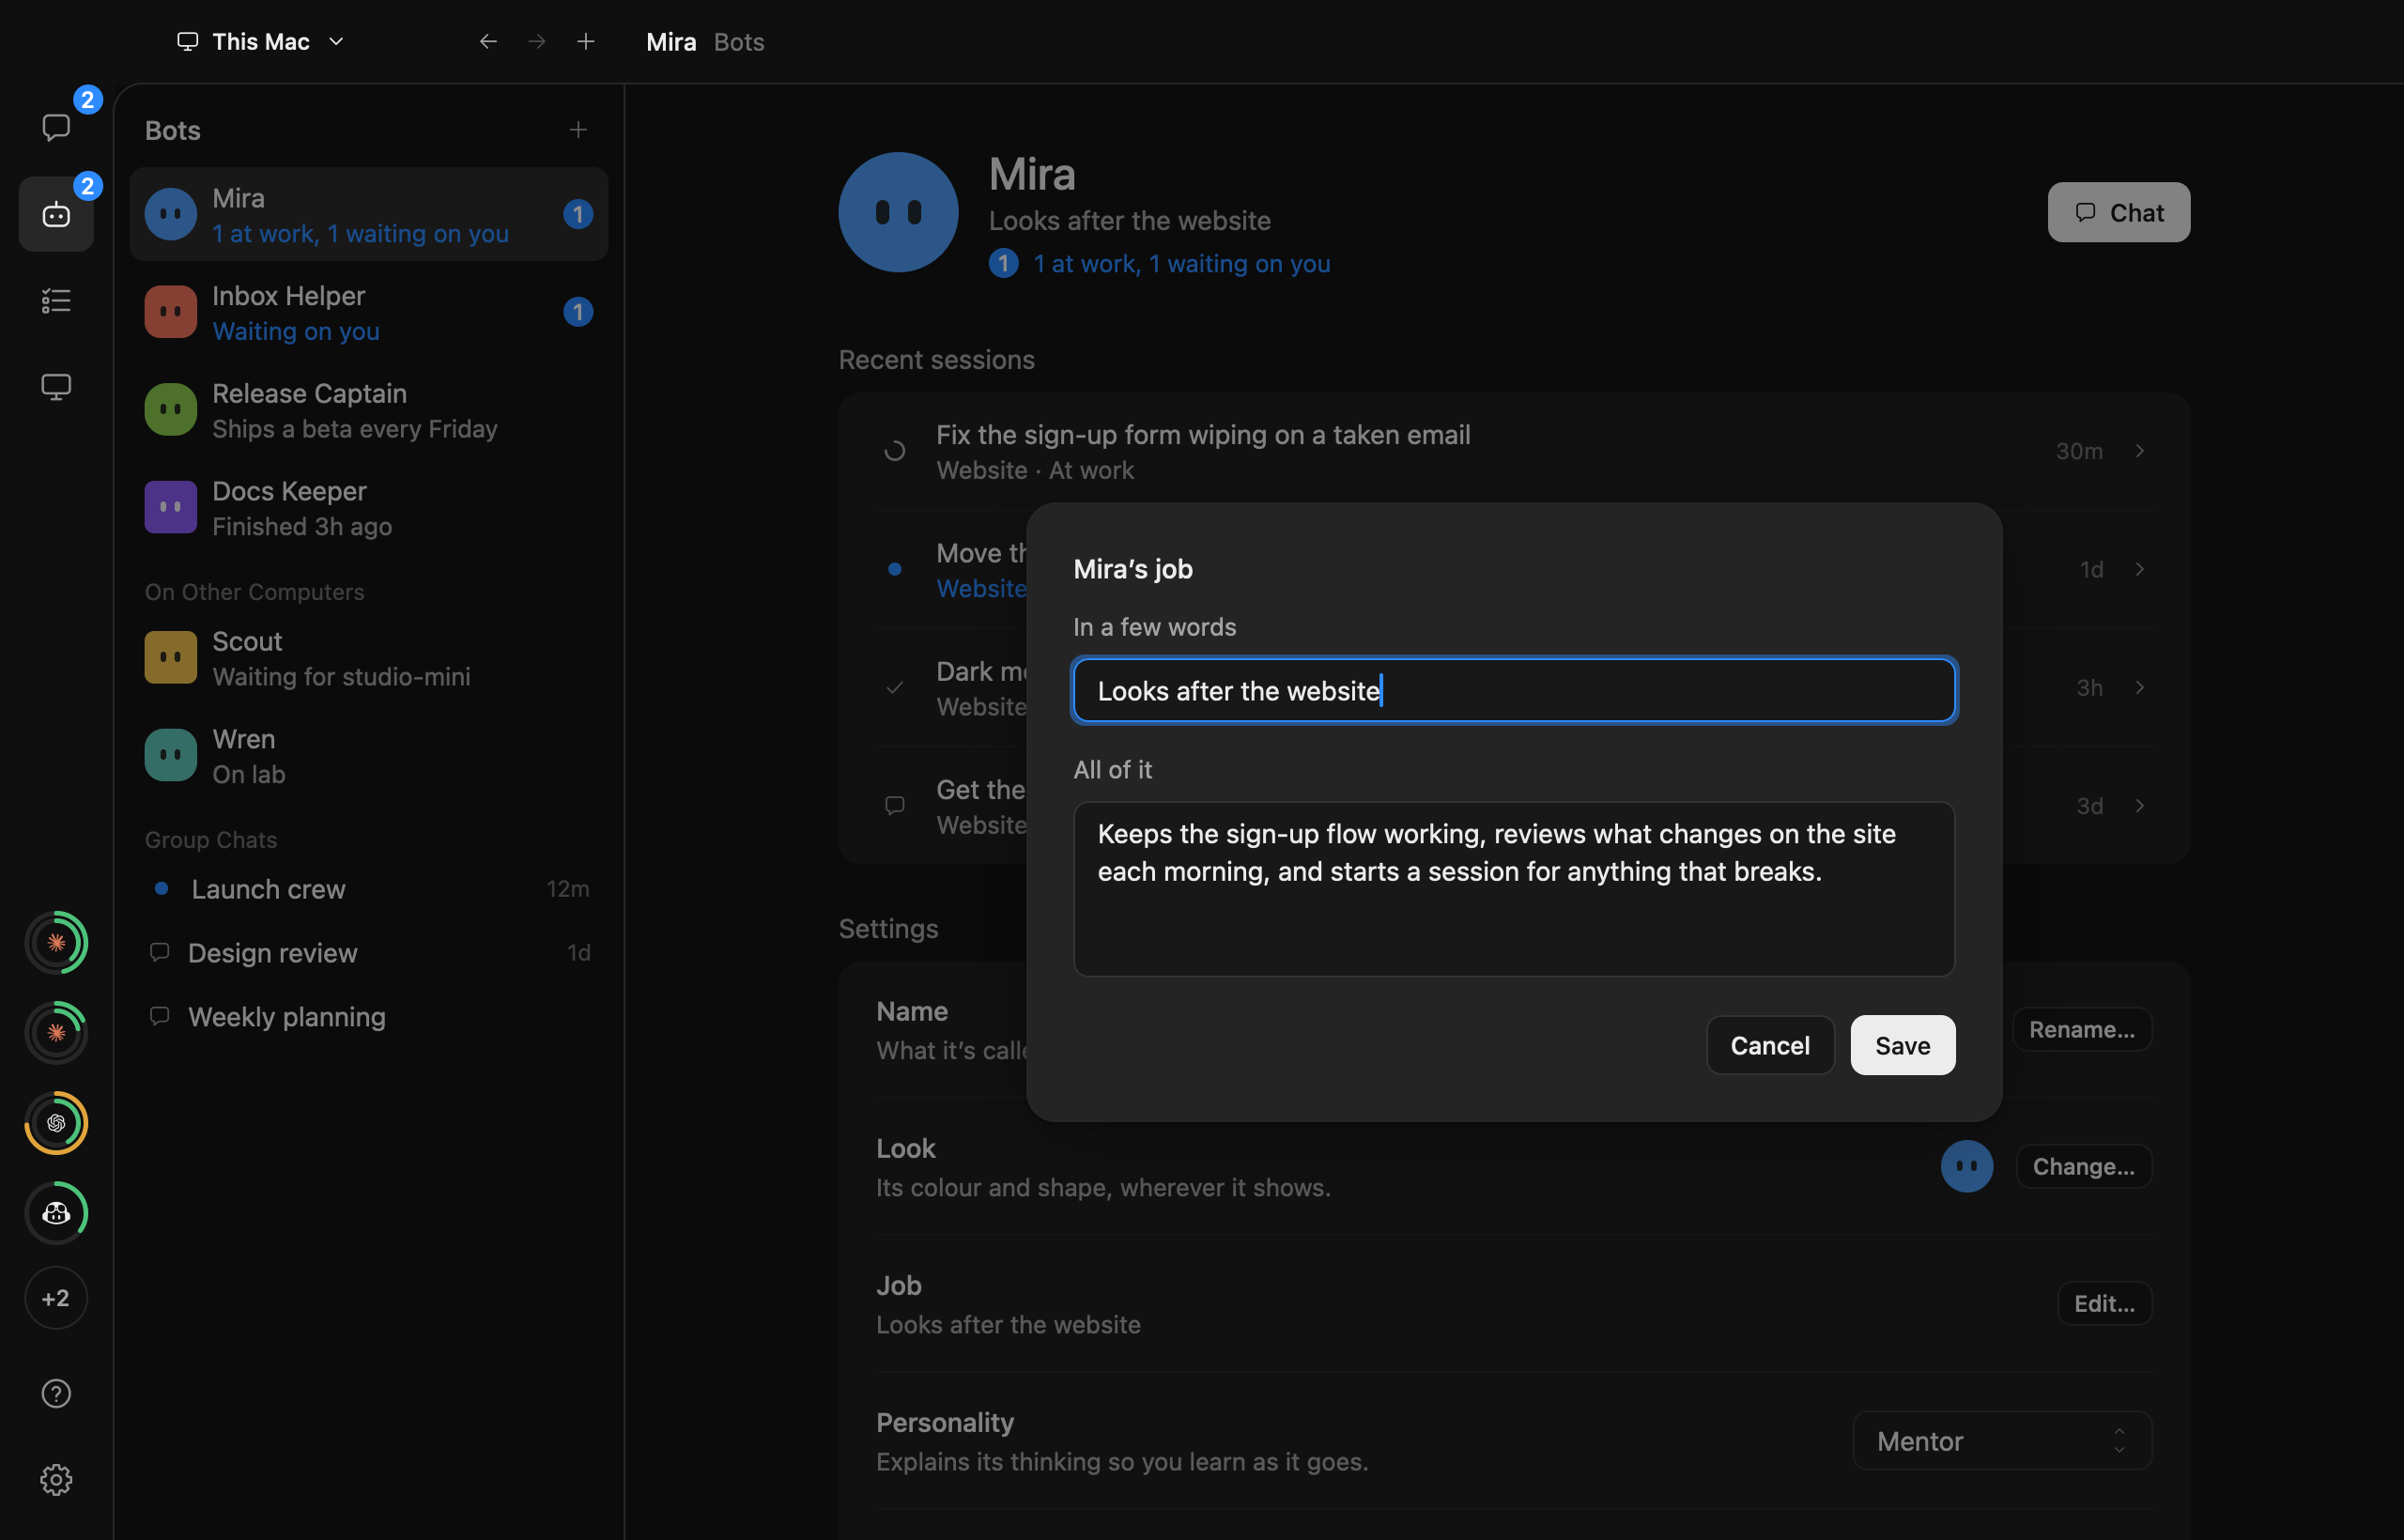 This Mac
Mira Bots
2
2
Bots
Mira
1 at work, 1 waiting on you
1
Inbox Helper
Waiting on you
1
Release Captain
Ships a beta every Friday
Docs Keeper
Finished 3h ago
On Other Computers
Scout
Waiting for studio-mini
Wren
On lab
Group Chats
Launch crew
12m
Design review
1d
Weekly planning
+2
Mira
Looks after the website
1 1 at work, 1 waiting on you
Chat
Recent sessions
Fix the sign-up form wiping on a taken email
Website · At work
30m
Move th
Website
1d
Dark m
Website
3h
Get the
Website
3d
Mira’s job
In a few words
Looks after the website
All of it
Keeps the sign-up flow working, reviews what changes on the site
each morning, and starts a session for anything that breaks.
Cancel
Save
Settings
Name
What it’s calle
Rename...
Look
Its colour and shape, wherever it shows.
Change...
Job
Looks after the website
Edit...
Personality
Explains its thinking so you learn as it goes.
Mentor